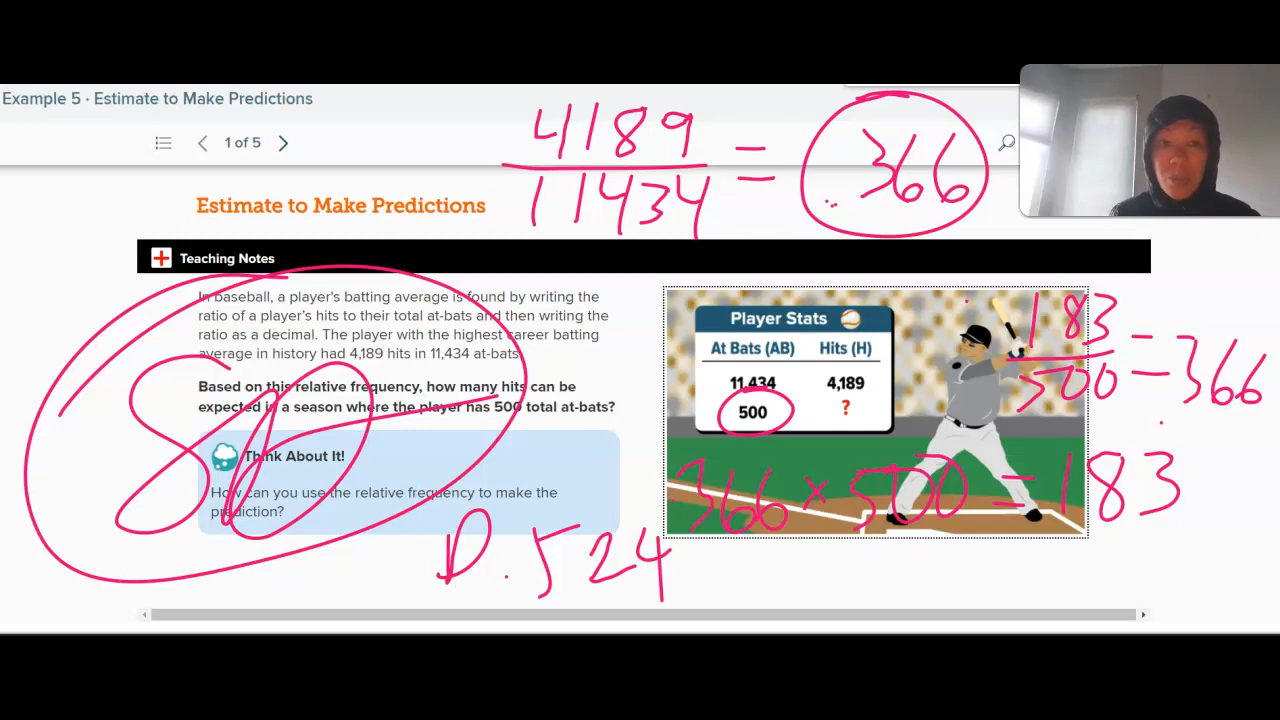 Example 5 · Estimate to Make Predictions
1 of 5
4189
11434
= .366
Estimate to Make Predictions
Teaching Notes
In baseball, a player's batting average is found by writing the
ratio of a player's hits to their total at-bats and then writing the
ratio as a decimal. The player with the highest career batting
average in history had 4,189 hits in 11,434 at-bats.
Based on this relative frequency, how many hits can be
expected in a season where the player has 500 total at-bats?
Think About It!
How can you use the relative frequency to make the
prediction?
Player Stats
At Bats (AB) Hits (H)
11,434 4,189
500 ?
183
500
= .366
366 × 500 = 183
.524